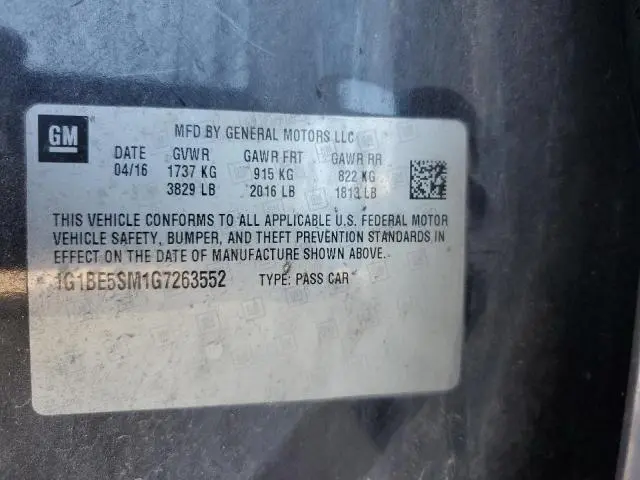 GM
MFD BY GENERAL MOTORS LLC
DATE GVWR GAWR FRT GAWR RR
04/16 1737 KG 915 KG 822 KG
3829 LB 2016 LB 1813 LB
THIS VEHICLE CONFORMS TO ALL APPLICABLE U.S. FEDERAL MOTOR
VEHICLE SAFETY, BUMPER, AND THEFT PREVENTION STANDARDS IN
EFFECT ON THE DATE OF MANUFACTURE SHOWN ABOVE.
1G1BE5SM1G7263552 TYPE: PASS CAR